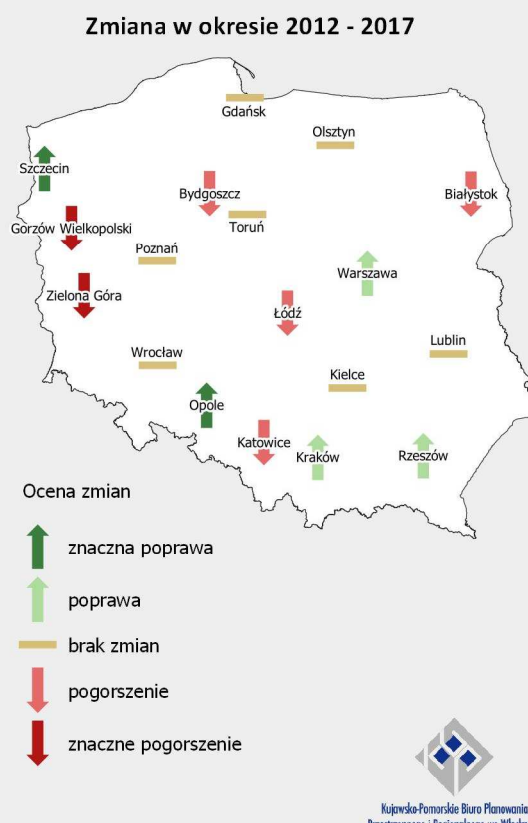 Zmiana w okresie 2012 - 2017
Gdańsk
Olsztyn
Szczecin
Bydgoszcz
Białystok
Gorzów Wielkopolski
Toruń
Poznań
Warszawa
Zielona Góra
Łódź
Wrocław
Lublin
Kielce
Opole
Katowice
Kraków
Rzeszów
Ocena zmian
znaczna poprawa
poprawa
brak zmian
pogorszenie
znaczne pogorszenie
Kujawsko-Pomorskie Biuro Planowania